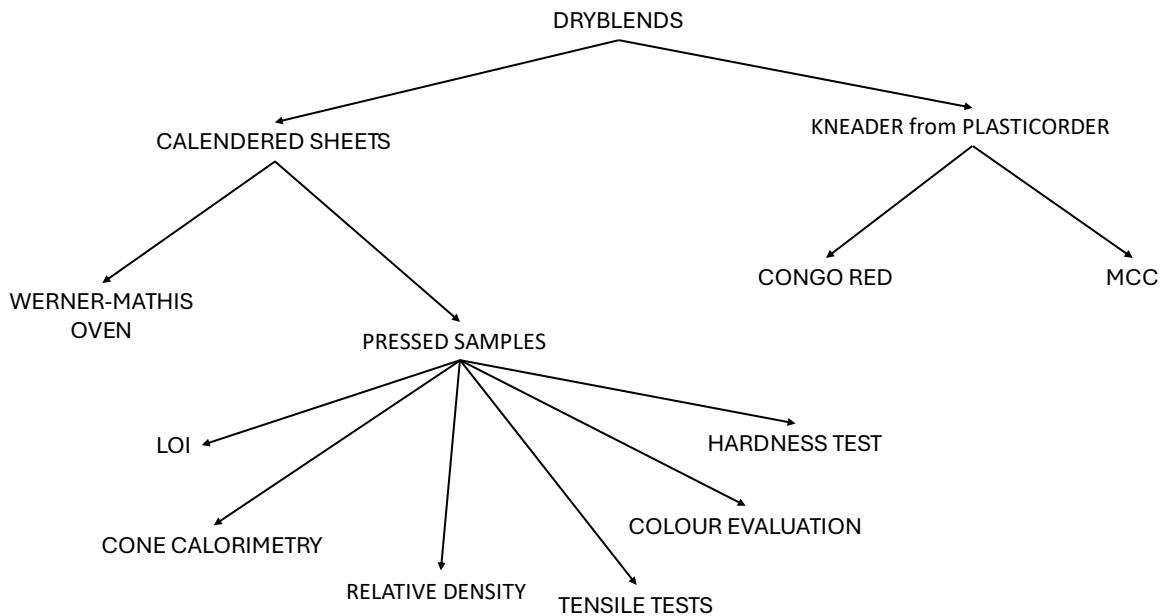 DRYBLENDS
CALENDERED SHEETS
KNEADER from PLASTICORDER
WERNER-MATHIS
OVEN
CONGO RED
MCC
PRESSED SAMPLES
LOI
HARDNESS TEST
CONE CALORIMETRY
COLOUR EVALUATION
RELATIVE DENSITY
TENSILE TESTS